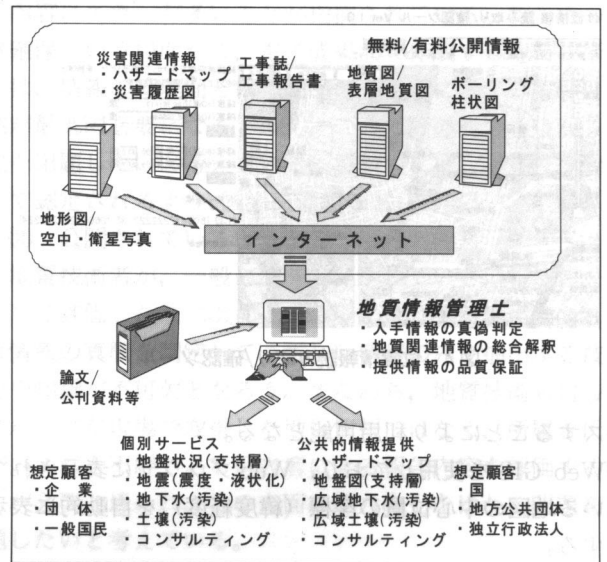 無料/有料公開情報
災害関連情報
・ハザードマップ
・災害履歴図
工事誌/
工事報告書
地質図/
表層地質図
ボーリング
柱状図
地形図/
空中・衛星写真
インターネット
地質情報管理士
・入手情報の真偽判定
・地質関連情報の総合解釈
・提供情報の品質保証
論文/
公刊資料等
想定顧客
・企　業
・団　体
・一般国民
個別サービス
・地盤状況(支持層)
・地震(震度・液状化)
・地下水(汚染)
・土壌(汚染)
・コンサルティング
公共的情報提供
・ハザードマップ
・地盤図(支持層)
・広域地下水(汚染)
・広域土壌(汚染)
・コンサルティング
想定顧客
・国
・地方公共団体
・独立行政法人